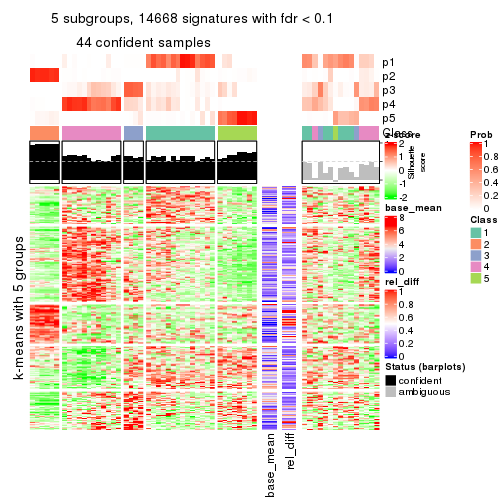 5 subgroups, 14668 signatures with fdr < 0.1
44 confident samples
p1
p2
p3
p4
p5
Class
z-score
2
1
0
-1
-2
Silhouette
score
Prob
1
0.8
0.6
0.4
0.2
0
base_mean
8
6
4
2
0
Class
1
2
3
4
5
rel_diff
1
0.8
0.6
0.4
0.2
0
Status (barplots)
confident
ambiguous
k-means with 5 groups
base_mean
rel_diff